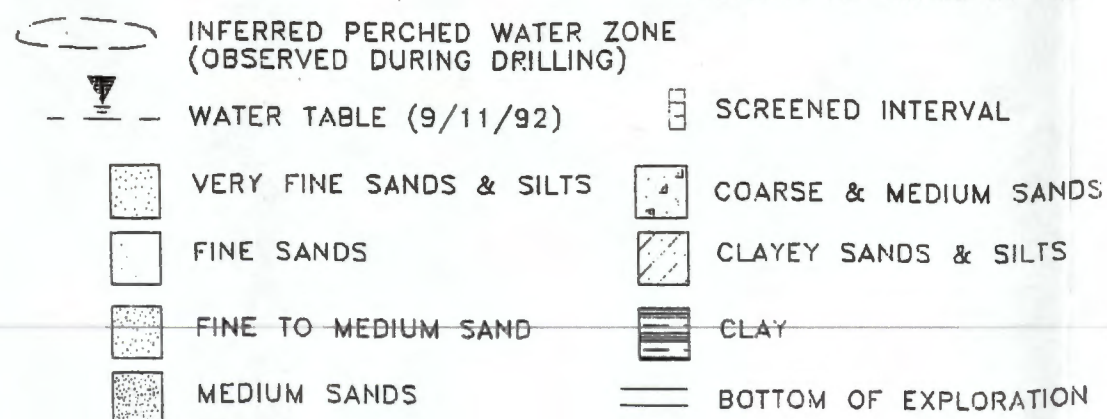 INFERRED PERCHED WATER ZONE
(OBSERVED DURING DRILLING)
WATER TABLE (9/11/92)
SCREENED INTERVAL
VERY FINE SANDS & SILTS
COARSE & MEDIUM SANDS
FINE SANDS
CLAYEY SANDS & SILTS
FINE TO MEDIUM SAND
CLAY
MEDIUM SANDS
BOTTOM OF EXPLORATION